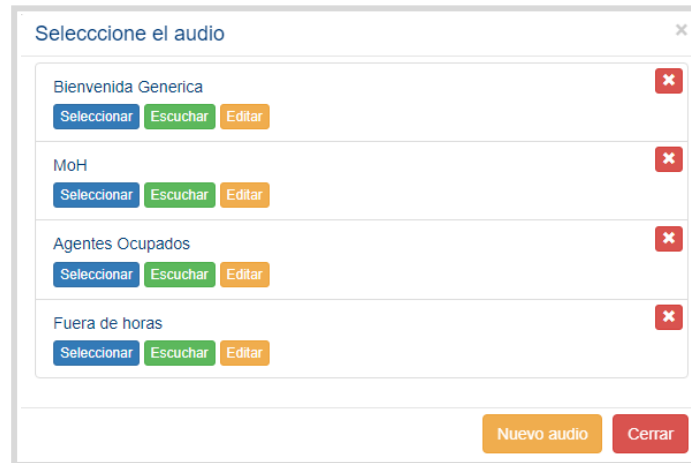 Selecccione el audio
Bienvenida Generica
Seleccionar Escuchar Editar
MoH
Seleccionar Escuchar Editar
Agentes Ocupados
Seleccionar Escuchar Editar
Fuera de horas
Seleccionar Escuchar Editar
Nuevo audio Cerrar